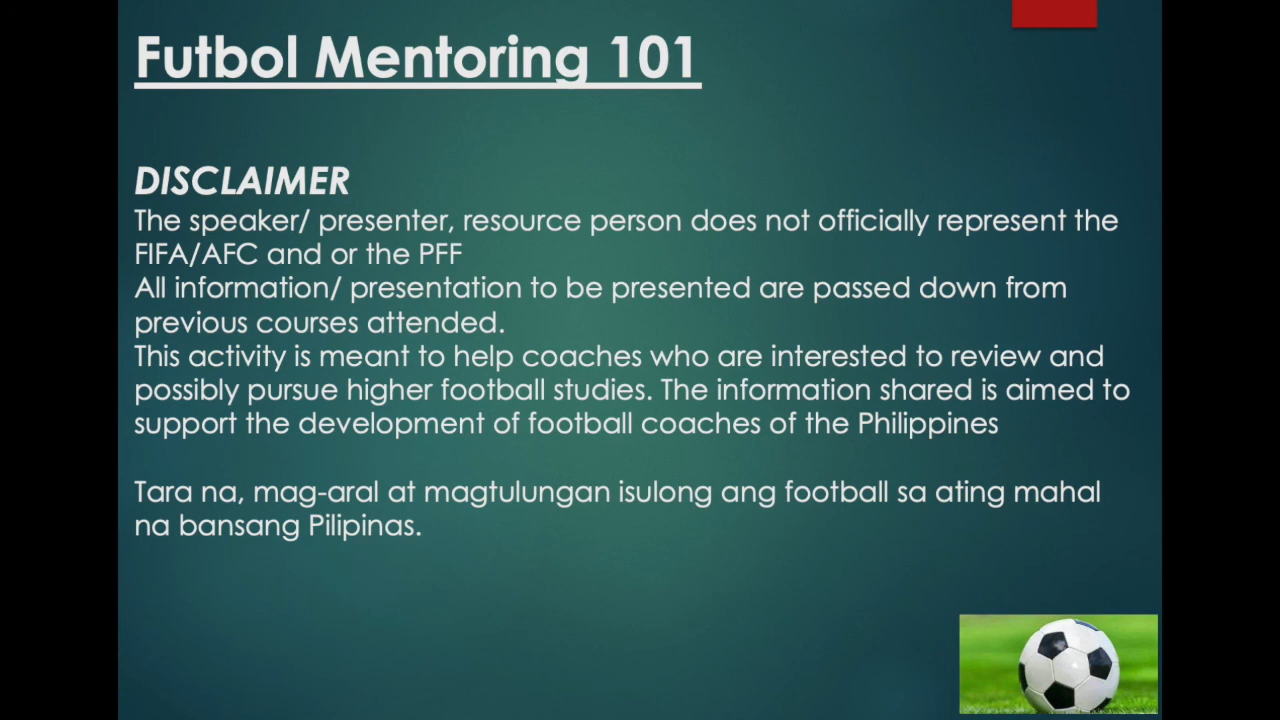 Futbol Mentoring 101
DISCLAIMER
The speaker/ presenter, resource person does not officially represent the
FIFA/AFC and or the PFF
All information/ presentation to be presented are passed down from
previous courses attended.
This activity is meant to help coaches who are interested to review and
possibly pursue higher football studies. The information shared is aimed to
support the development of football coaches of the Philippines
Tara na, mag-aral at magtulungan isulong ang football sa ating mahal
na bansang Pilipinas.